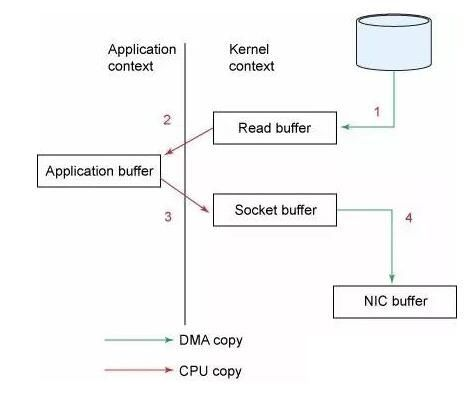 Application
context
Kernel
context
1
2
Read buffer
Application buffer
3
Socket buffer
4
NIC buffer
DMA copy
CPU copy